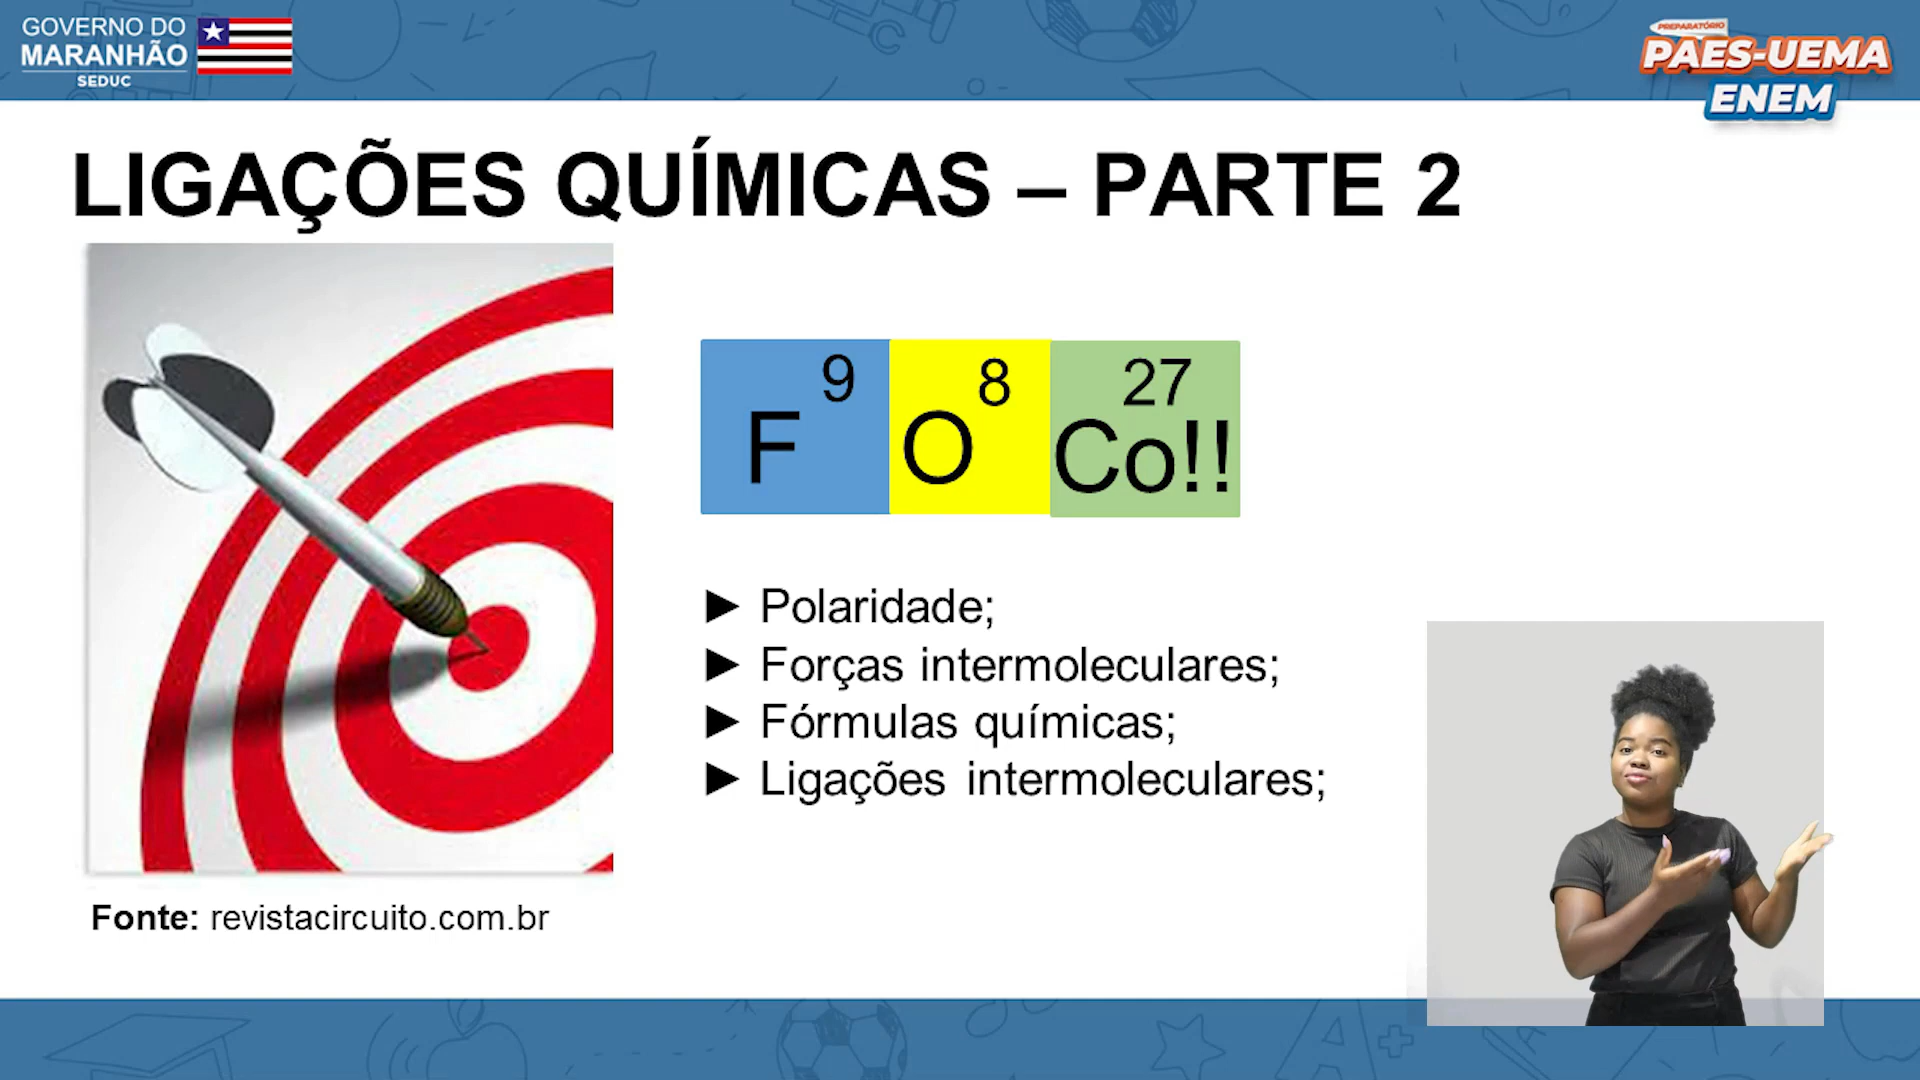 GOVERNO DO
MARANHÃO
SEDUC
PREPARATÓRIO
PAES-UEMA
ENEM
LIGAÇÕES QUÍMICAS – PARTE 2
9
F
8
O
27
Co!!
► Polaridade;
► Forças intermoleculares;
► Fórmulas químicas;
► Ligações intermoleculares;
Fonte: revistacircuito.com.br
A+